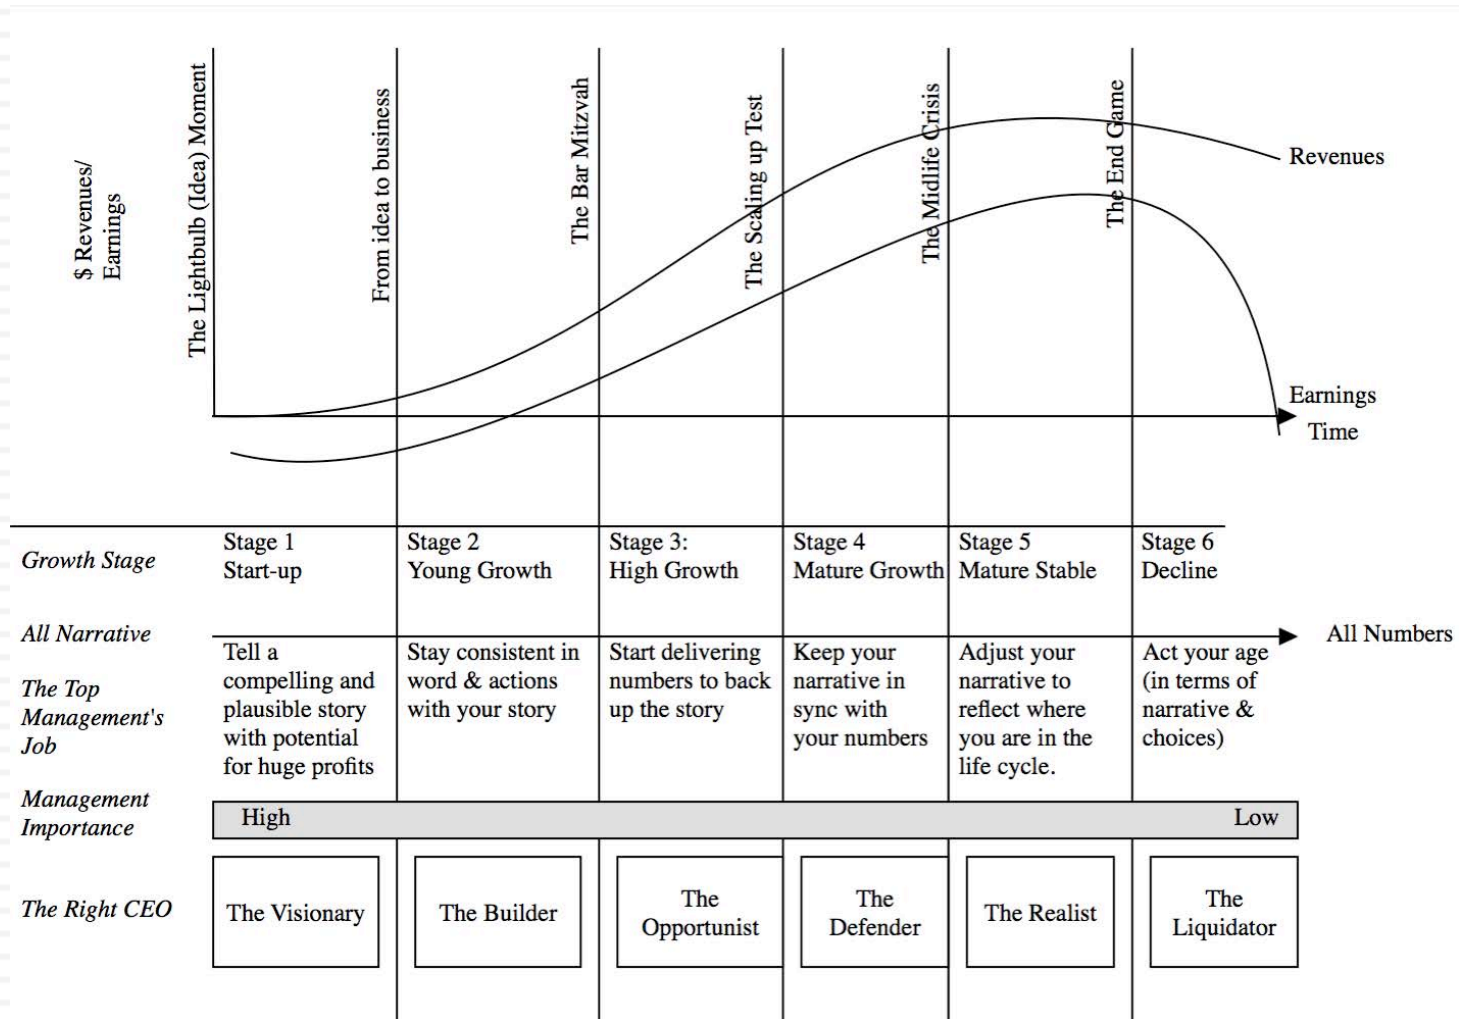 $ Revenues/
Earnings
The Lightbulb (Idea) Moment
From idea to business
The Bar Mitzvah
The Scaling up Test
The Midlife Crisis
The End Game
Revenues
Earnings
Time
Growth Stage
Stage 1
Start-up
Stage 2
Young Growth
Stage 3:
High Growth
Stage 4
Mature Growth
Stage 5
Mature Stable
Stage 6
Decline
All Narrative
All Numbers
The Top
Management's
Job
Tell a
compelling and
plausible story
with potential
for huge profits
Stay consistent in
word & actions
with your story
Start delivering
numbers to back
up the story
Keep your
narrative in
sync with
your numbers
Adjust your
narrative to
reflect where
you are in the
life cycle.
Act your age
(in terms of
narrative &
choices)
Management
Importance
High
Low
The Right CEO
The Visionary
The Builder
The
Opportunist
The
Defender
The Realist
The
Liquidator